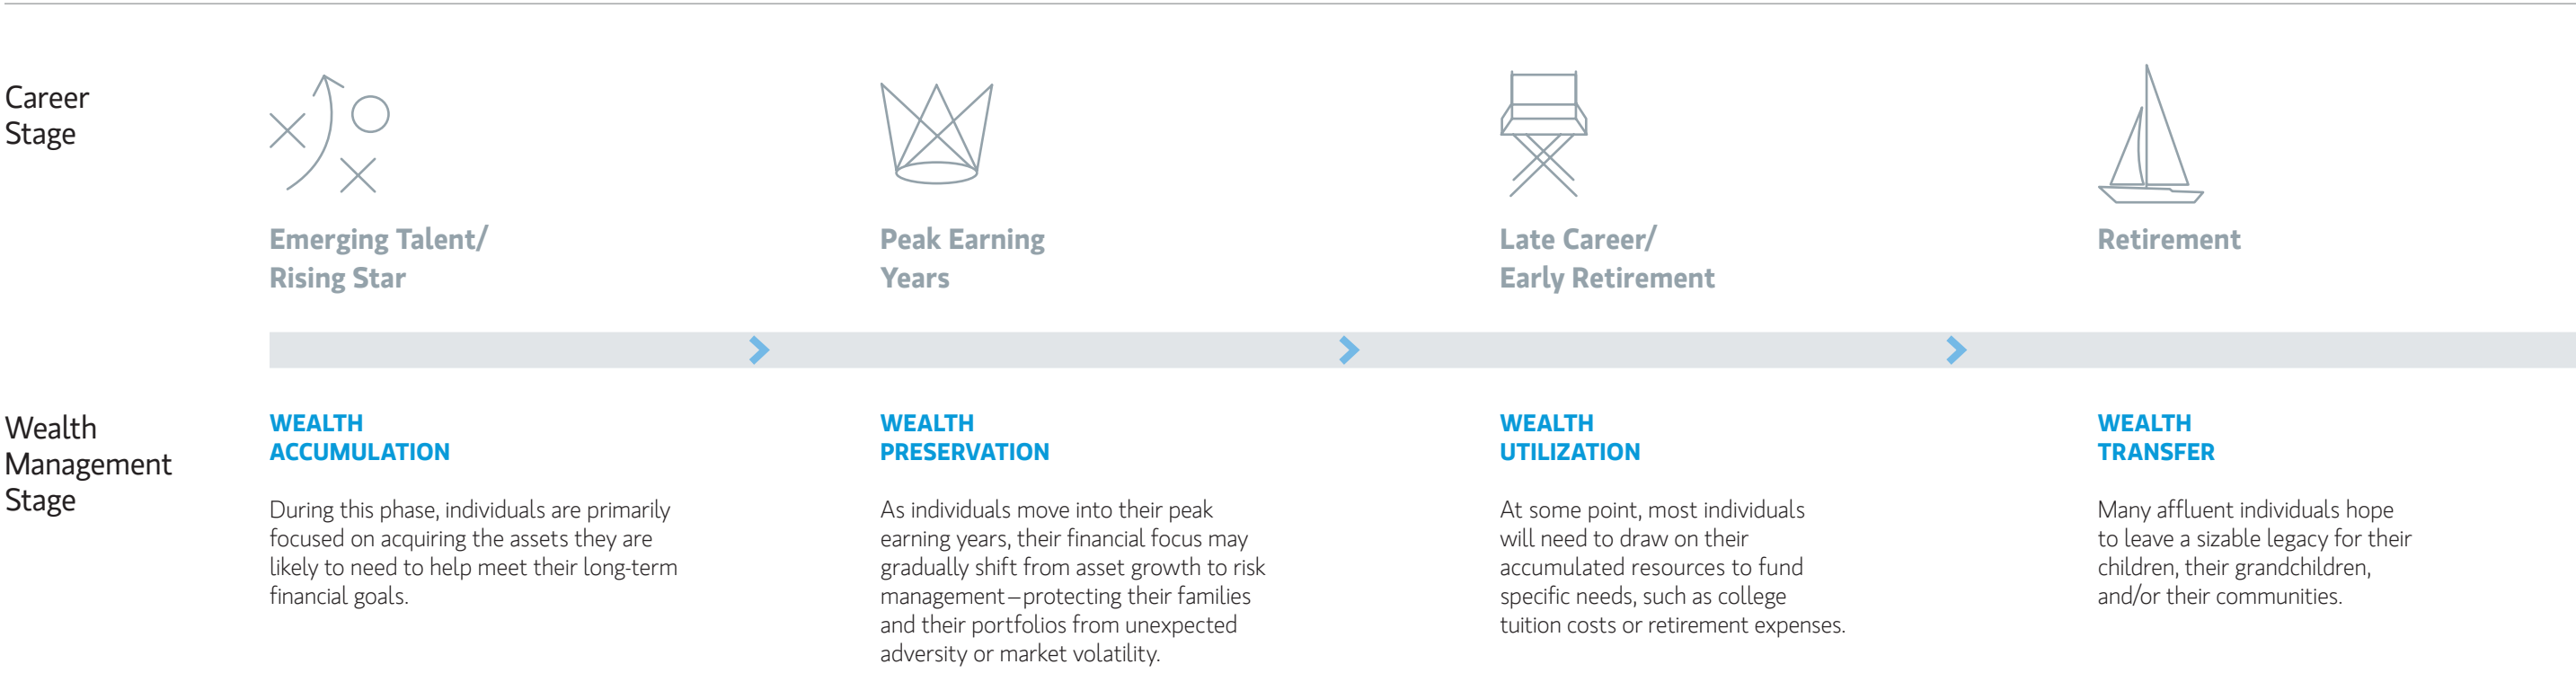 Career
Stage
Emerging Talent/
Rising Star
Peak Earning
Years
Late Career/
Early Retirement
Retirement
Wealth
Management
Stage
WEALTH
ACCUMULATION
During this phase, individuals are primarily
focused on acquiring the assets they are
likely to need to help meet their long-term
financial goals.
WEALTH
PRESERVATION
As individuals move into their peak
earning years, their financial focus may
gradually shift from asset growth to risk
management–protecting their families
and their portfolios from unexpected
adversity or market volatility.
WEALTH
UTILIZATION
At some point, most individuals
will need to draw on their
accumulated resources to fund
specific needs, such as college
tuition costs or retirement expenses.
WEALTH
TRANSFER
Many affluent individuals hope
to leave a sizable legacy for their
children, their grandchildren,
and/or their communities.